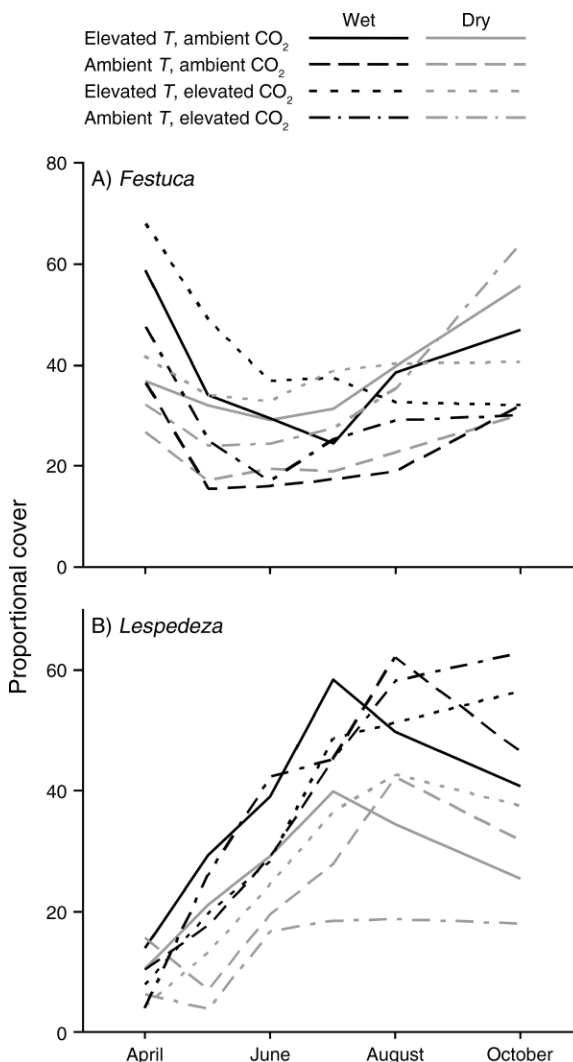 Wet Dry
Elevated T, ambient CO₂
Ambient T, ambient CO₂
Elevated T, elevated CO₂
Ambient T, elevated CO₂
80
A) Festuca
60
40
20
0
Proportional cover
B) Lespedeza
60
40
20
0
April June August October